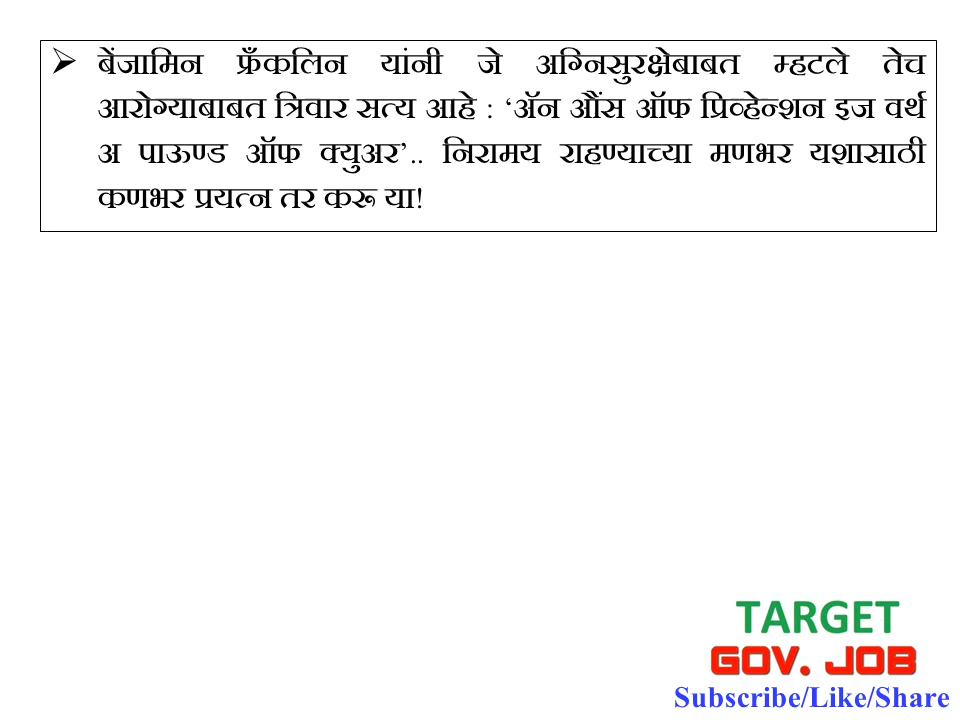 ➢ बेंजामिन फ्रँकलिन यांनी जे अग्निसुरक्षेबाबत म्हटले तेच
आरोग्याबाबत त्रिवार सत्य आहे : ‘अ‍ॅन औंस ऑफ प्रिव्हेन्शन इज वर्थ
अ पाऊण्ड ऑफ क्युअर’.. निरामय राहण्याच्या मणभर यशासाठी
कणभर प्रयत्न तर करू या!
TARGET
GOV. JOB
Subscribe/Like/Share